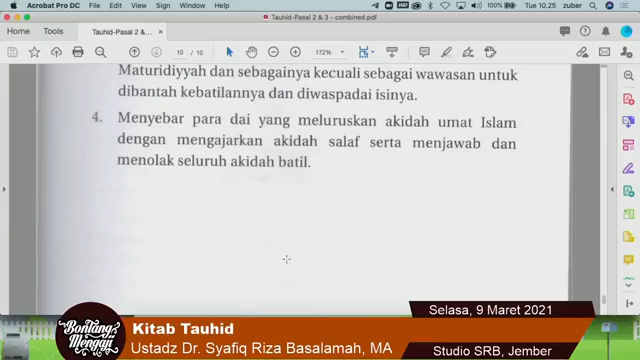 Acrobat Pro DC File Edit View Window Help
100% Tue 10.25 zuber
Tauhid-Pasal 2 & 3 - combined.pdf
Home Tools Tauhid-Pasal 2 &... ×
10 / 10 172%
Maturidiyyah dan sebagainya kecuali sebagai wawasan untuk
dibantah kebatilannya dan diwaspadai isinya.
4. Menyebar para dai yang meluruskan akidah umat Islam
dengan mengajarkan akidah salaf serta menjawab dan
menolak seluruh akidah batil.
Selasa, 9 Maret 2021
Bontang
Mengaji
Kitab Tauhid
Ustadz Dr. Syafiq Riza Basalamah, MA
Studio SRB, Jember